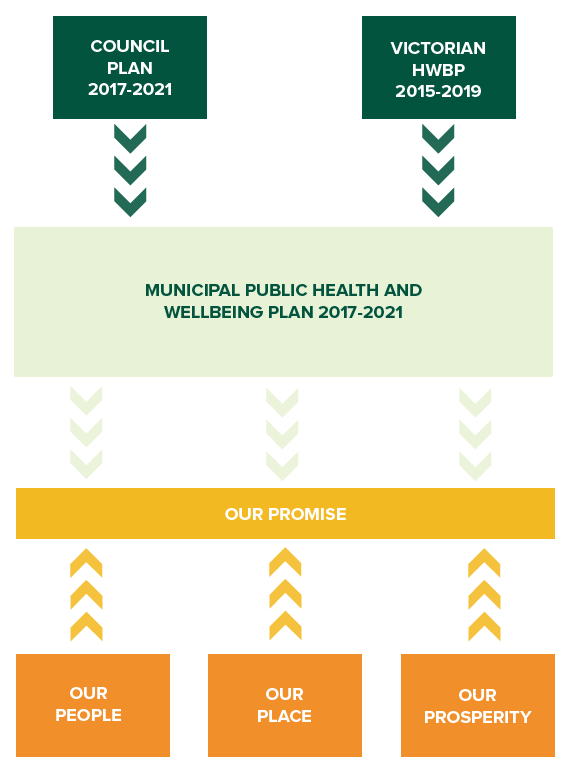 COUNCIL
PLAN
2017-2021
VICTORIAN
HWBP
2015-2019
MUNICIPAL PUBLIC HEALTH AND
WELLBEING PLAN 2017-2021
OUR PROMISE
OUR
PEOPLE
OUR
PLACE
OUR
PROSPERITY